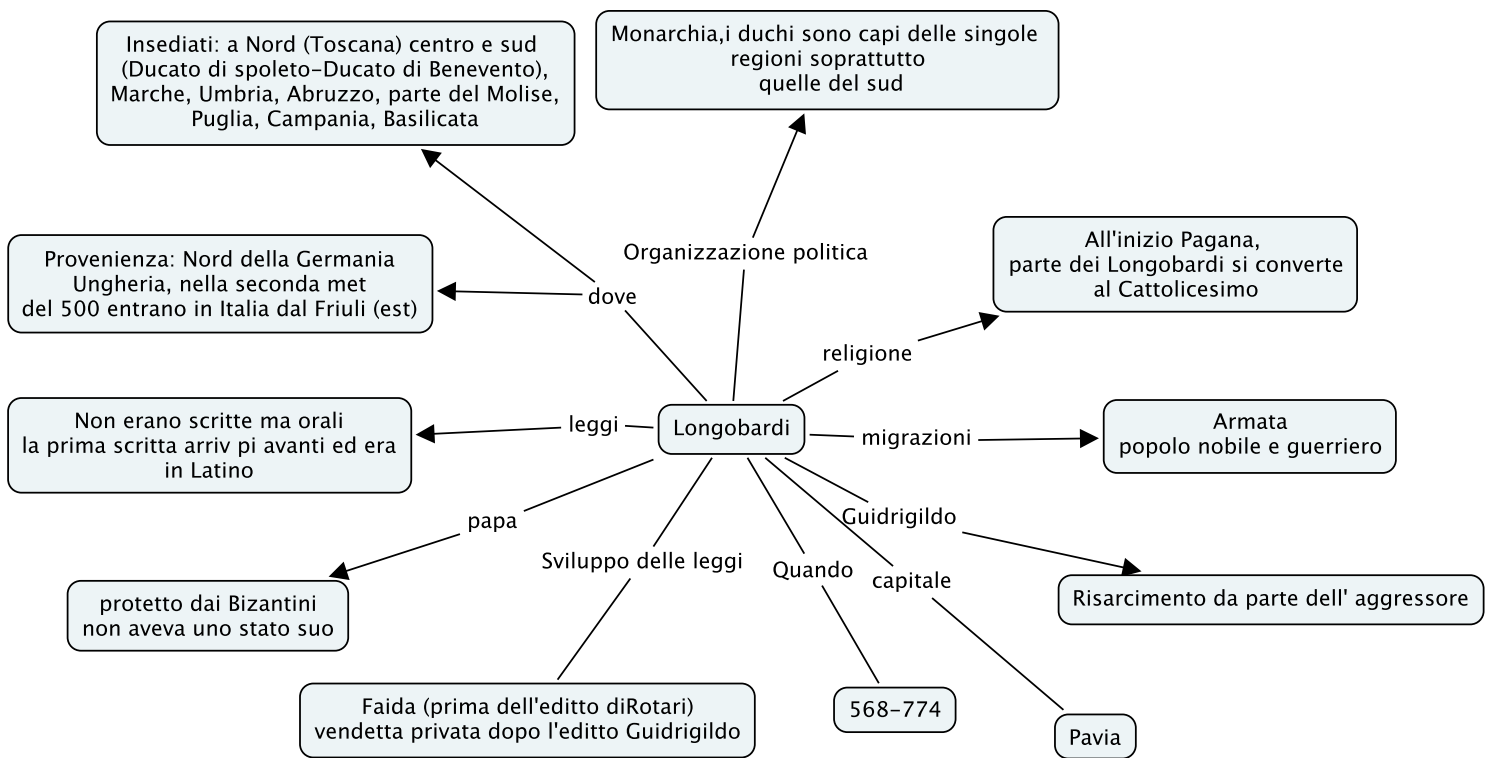 Insediati: a Nord (Toscana) centro e sud
(Ducato di spoleto-Ducato di Benevento),
Marche, Umbria, Abruzzo, parte del Molise,
Puglia, Campania, Basilicata
Monarchia,i duchi sono capi delle singole
regioni soprattutto
quelle del sud
Provenienza: Nord della Germania
Ungheria, nella seconda met
del 500 entrano in Italia dal Friuli (est)
dove
Organizzazione politica
All'inizio Pagana,
parte dei Longobardi si converte
al Cattolicesimo
religione
Non erano scritte ma orali
la prima scritta arriv pi avanti ed era
in Latino
leggi
Longobardi
migrazioni
Armata
popolo nobile e guerriero
papa
Sviluppo delle leggi
Quando
capitale
Guidrigildo
protetto dai Bizantini
non aveva uno stato suo
Risarcimento da parte dell' aggressore
Faida (prima dell'editto diRotari)
vendetta privata dopo l'editto Guidrigildo
568-774
Pavia